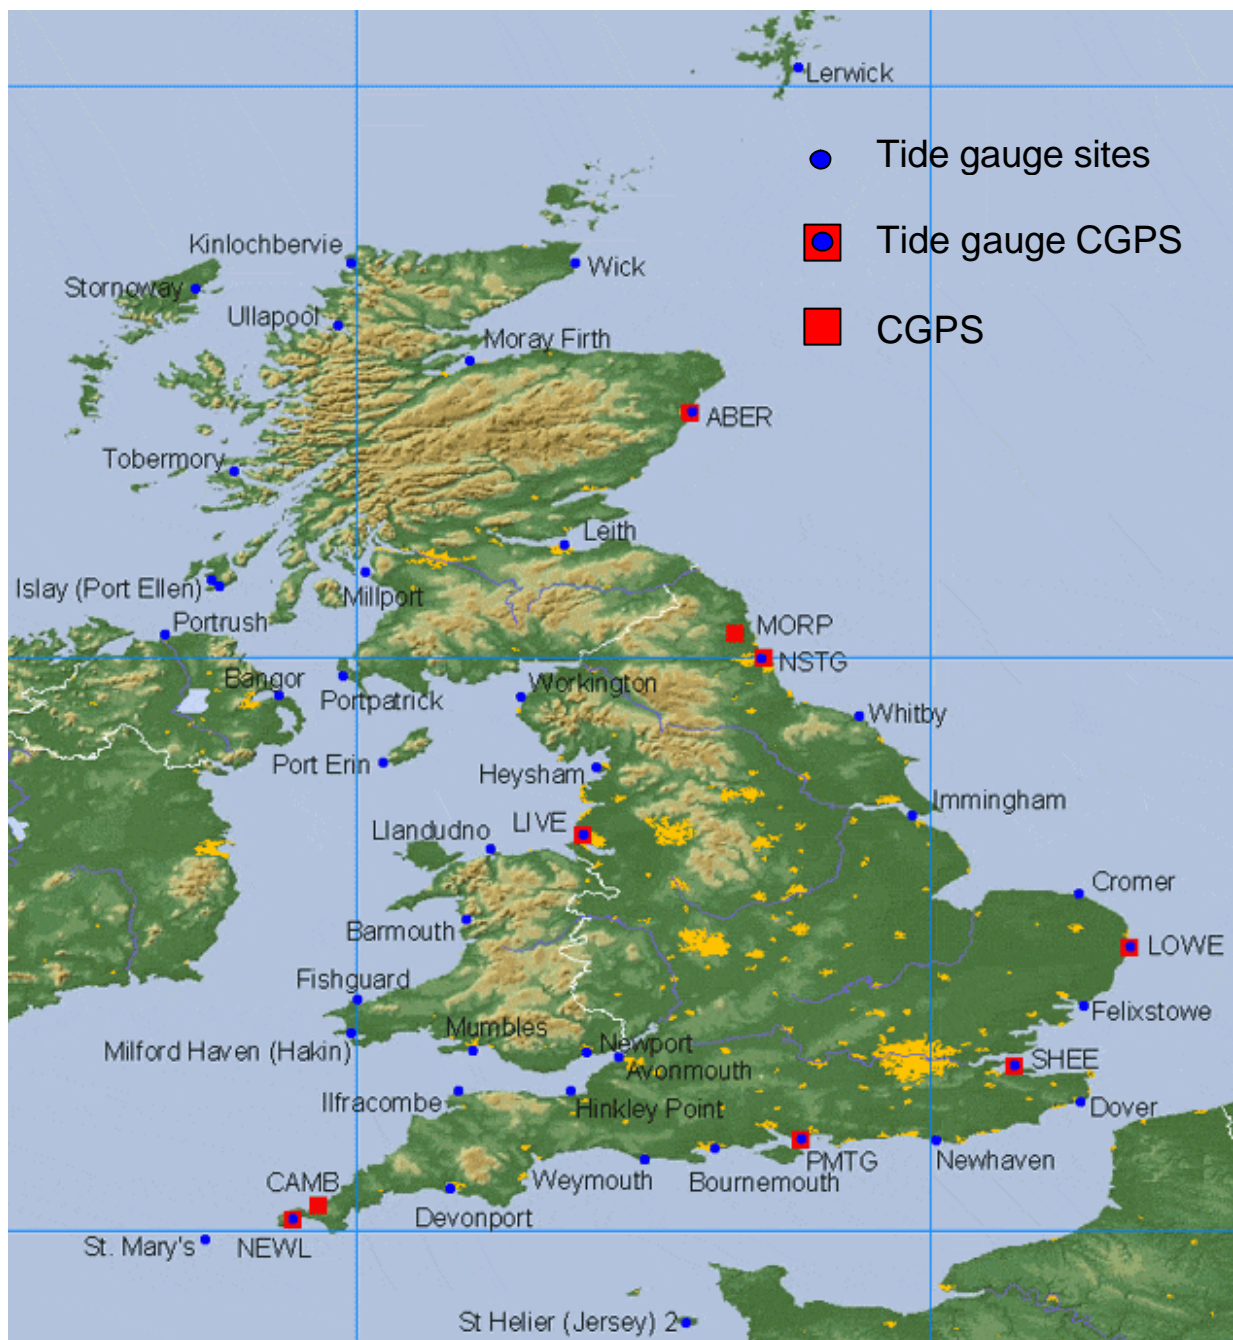 Lerwick
Tide gauge sites
Tide gauge CGPS
CGPS
Kinlochbervie
Wick
Stornoway
Ullapool
Moray Firth
ABER
Tobermory
Leith
Islay (Port Ellen)
Millport
Portrush
MORP
NSTG
Bangor
Portpatrick
Workington
Whitby
Port Erin
Heysham
Immingham
LIVE
Llandudno
Cromer
Barmouth
LOWE
Fishguard
Felixstowe
Mumbles
Milford Haven (Hakin)
Newport
Avonmouth
SHEE
Ilfracombe
Hinkley Point
Dover
PMTG
Newhaven
Weymouth
Bournemouth
CAMB
Devonport
St. Mary's
NEWL
St Helier (Jersey) 2